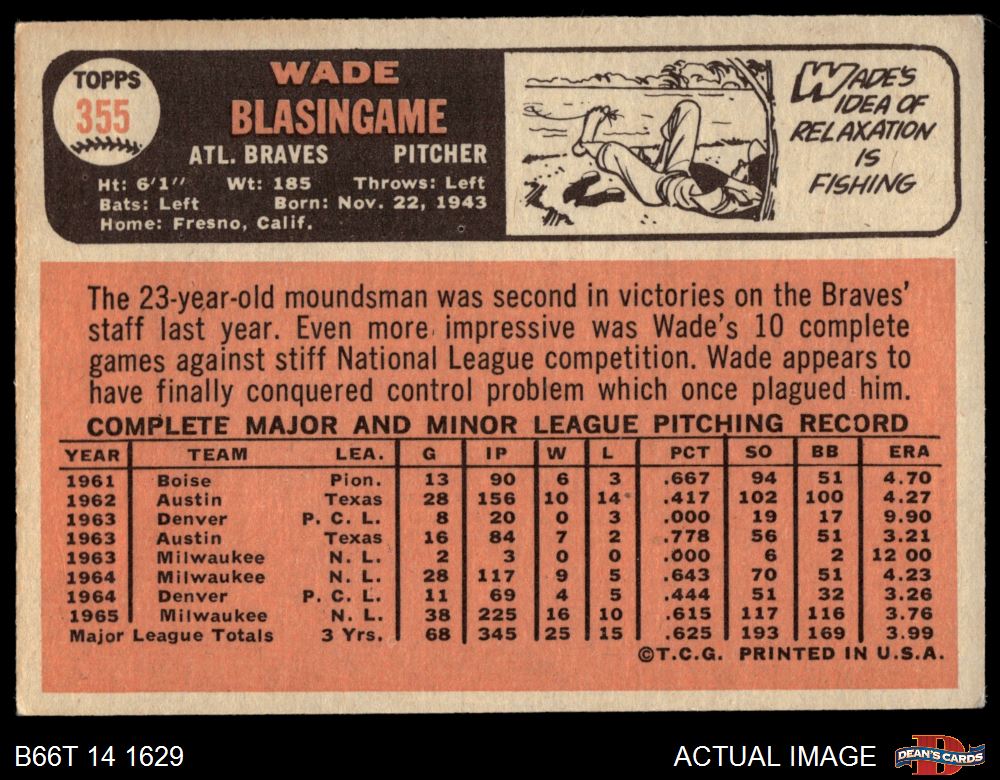 TOPPS
355
WADE
BLASINGAME
ATL. BRAVES PITCHER
Ht: 6'1" Wt: 185 Throws: Left
Bats: Left Born: Nov. 22, 1943
Home: Fresno, Calif.
WADE'S
IDEA OF
RELAXATION
IS
FISHING
The 23-year-old moundsman was second in victories on the Braves'
staff last year. Even more impressive was Wade's 10 complete
games against stiff National League competition. Wade appears to
have finally conquered control problem which once plagued him.
COMPLETE MAJOR AND MINOR LEAGUE PITCHING RECORD
YEAR TEAM LEA. G IP W L PCT SO BB ERA
1961 Boise Pion. 13 90 6 3 .667 94 51 4.70
1962 Austin Texas 28 156 10 14 .417 102 100 4.27
1963 Denver P. C. L. 8 20 0 3 .000 19 17 9.90
1963 Austin Texas 16 84 7 2 .778 56 51 3.21
1963 Milwaukee N. L. 2 3 0 0 .000 6 2 12 00
1964 Milwaukee N. L. 28 117 9 5 .643 70 51 4.23
1964 Denver P. C. L. 11 69 4 5 .444 51 32 3.26
1965 Milwaukee N. L. 38 225 16 10 .615 117 116 3.76
Major League Totals 3 Yrs. 68 345 25 15 .625 193 169 3.99
©T.C.G. PRINTED IN U.S.A.
B66T 14 1629 ACTUAL IMAGE
DEAN'S CARDS